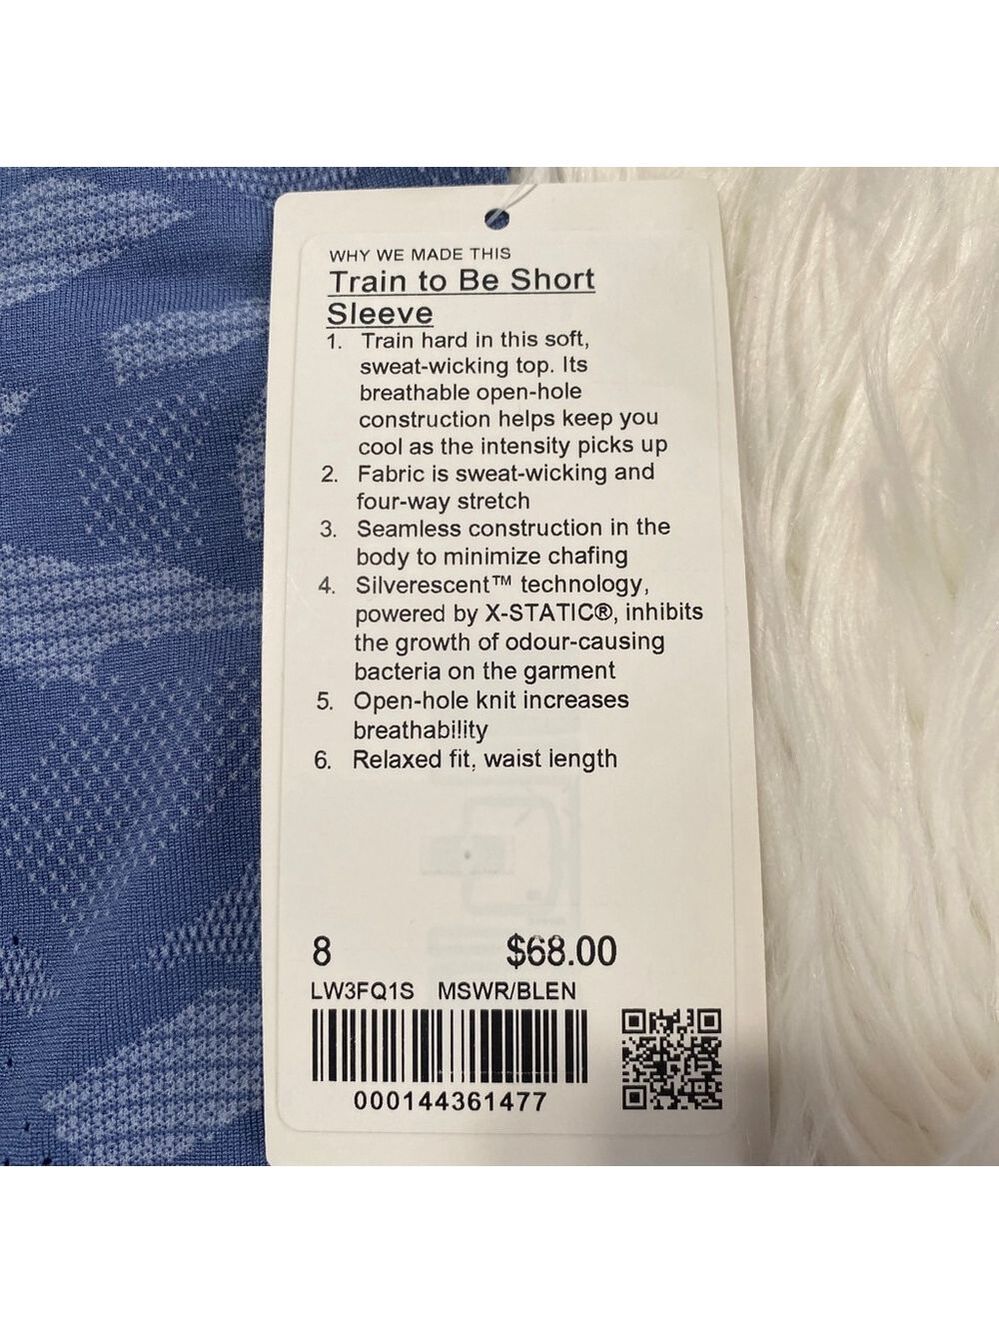 WHY WE MADE THIS
Train to Be Short
Sleeve
1. Train hard in this soft,
sweat-wicking top. Its
breathable open-hole
construction helps keep you
cool as the intensity picks up
2. Fabric is sweat-wicking and
four-way stretch
3. Seamless construction in the
body to minimize chafing
4. Silverescent™ technology,
powered by X-STATIC®, inhibits
the growth of odour-causing
bacteria on the garment
5. Open-hole knit increases
breathability
6. Relaxed fit, waist length
8 $68.00
LW3FQ1S MSWR/BLEN
000144361477